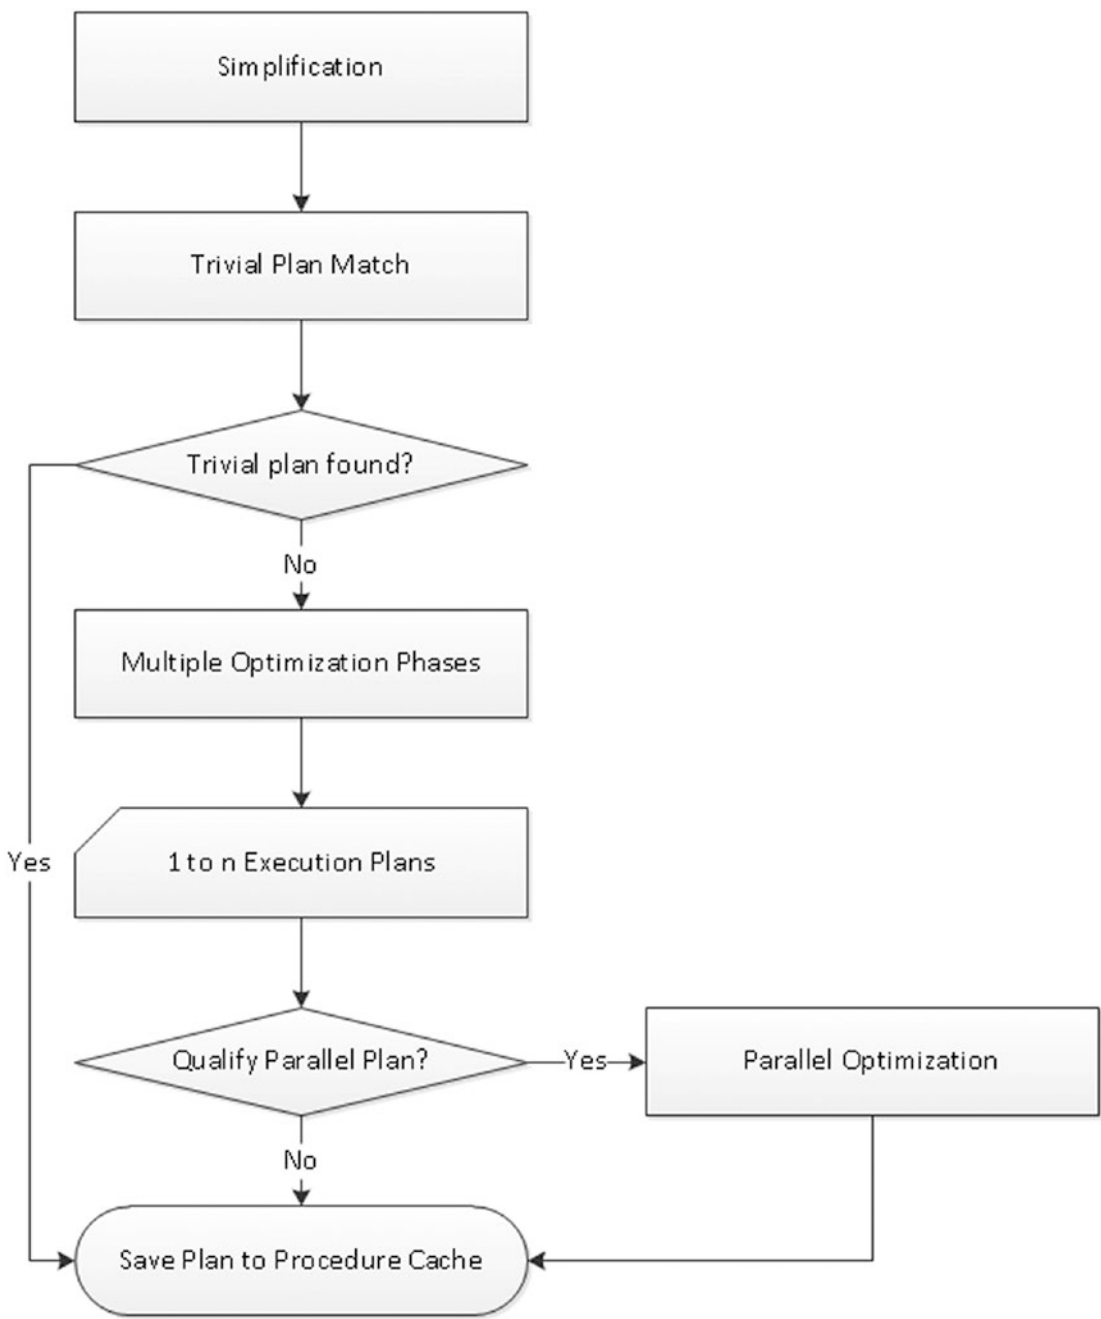 Simplification
Trivial Plan Match
Trivial plan found?
No
Multiple Optimization Phases
Yes
1 to n Execution Plans
Qualify Parallel Plan?
Yes
Parallel Optimization
No
Save Plan to Procedure Cache